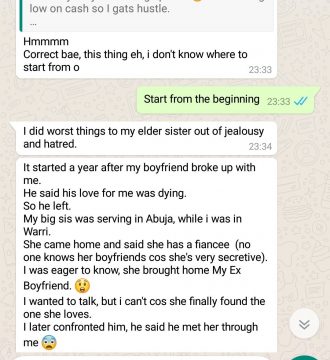 low on cash so I gats hustle.
...
Hmmmm
Correct bae, this thing eh, i don't know where to
start from o
23:33
Start from the beginning 23:33
I did worst things to my elder sister out of jealousy
and hatred.
23:34
It started a year after my boyfriend broke up with
me.
He said his love for me was dying.
So he left.
My big sis was serving in Abuja, while i was in
Warri.
She came home and said she has a fiancee (no
one knows her boyfriends cos she's very secretive).
I was eager to know, she brought home My Ex
Boyfriend. 😲
I wanted to talk, but i can't cos she finally found the
one she loves.
I later confronted him, he said he met her through
me 😨